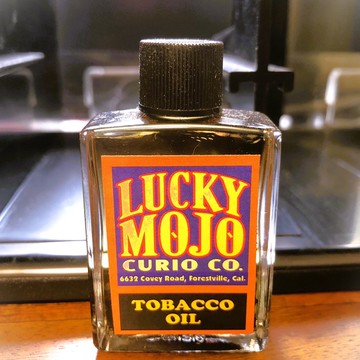 LUCKY
MOJO
CURIO CO.
6632 Covey Road, Forestville, Cal.
TOBACCO
OIL